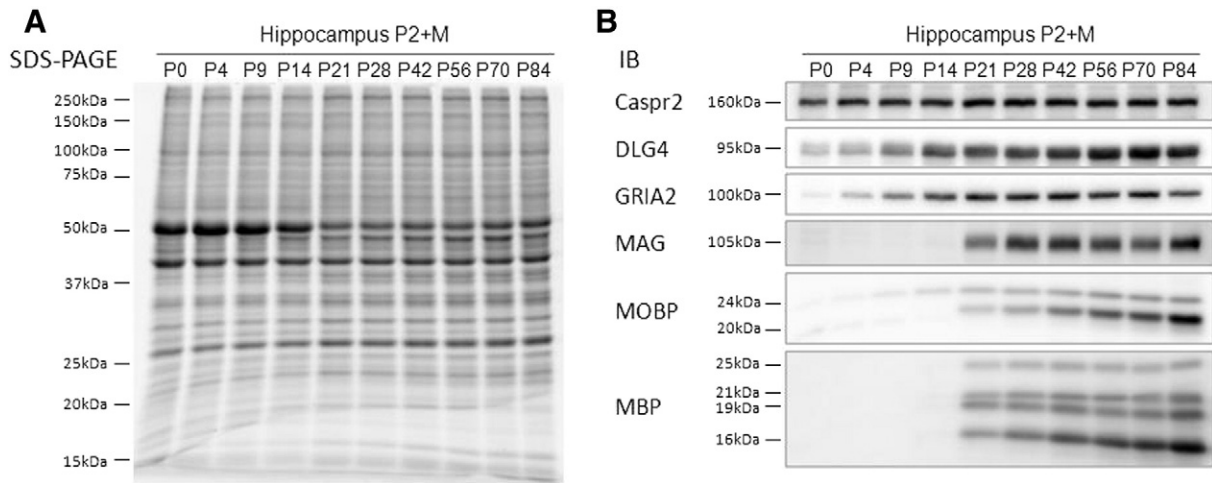 A
Hippocampus P2+M
SDS-PAGE
P0 P4 P9 P14 P21 P28 P42 P56 P70 P84
250kDa
150kDa
100kDa
75kDa
50kDa
37kDa
25kDa
20kDa
15kDa
B
Hippocampus P2+M
IB
P0 P4 P9 P14 P21 P28 P42 P56 P70 P84
Caspr2 160kDa
DLG4 95kDa
GRIA2 100kDa
MAG 105kDa
MOBP 24kDa
20kDa
MBP 25kDa
21kDa
19kDa
16kDa